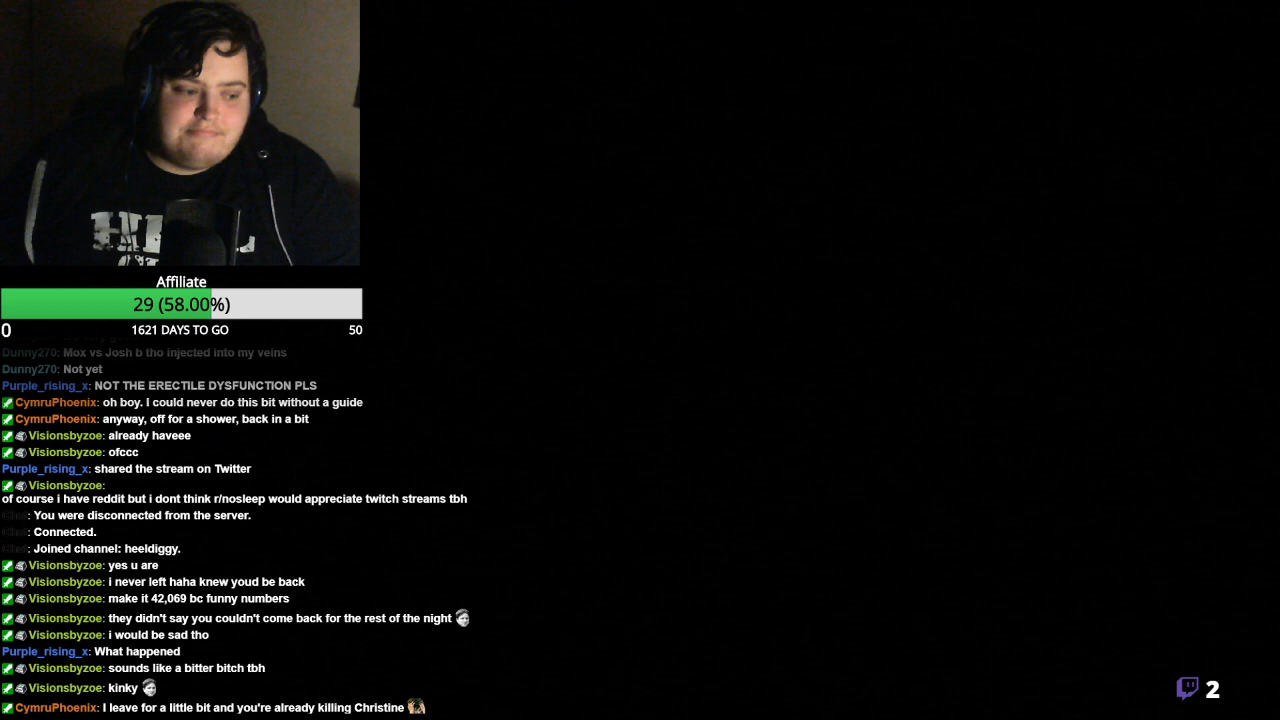 Affiliate
29 (58.00%)
0 1621 DAYS TO GO 50
Dunny270: Mox vs Josh b tho injected into my veins
Dunny270: Not yet
Purple_rising_x: NOT THE ERECTILE DYSFUNCTION PLS
CymruPhoenix: oh boy. I could never do this bit without a guide
CymruPhoenix: anyway, off for a shower, back in a bit
Visionsbyzoe: already haveee
Visionsbyzoe: ofccc
Purple_rising_x: shared the stream on Twitter
Visionsbyzoe:
of course i have reddit but i dont think r/nosleep would appreciate twitch streams tbh
Chat: You were disconnected from the server.
Chat: Connected.
Chat: Joined channel: heeldiggy.
Visionsbyzoe: yes u are
Visionsbyzoe: i never left haha knew youd be back
Visionsbyzoe: make it 42,069 bc funny numbers
Visionsbyzoe: they didn't say you couldn't come back for the rest of the night
Visionsbyzoe: i would be sad tho
Purple_rising_x: What happened
Visionsbyzoe: sounds like a bitter bitch tbh
Visionsbyzoe: kinky
CymruPhoenix: I leave for a little bit and you're already killing Christine
2